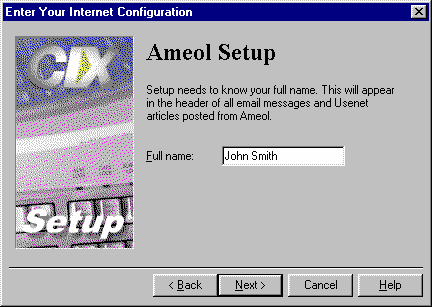 Enter Your Internet Configuration
CIX
Setup
Ameol Setup
Setup needs to know your full name. This will appear
in the header of all email messages and Usenet
articles posted from Ameol.
Full name: John Smith
< Back Next > Cancel Help